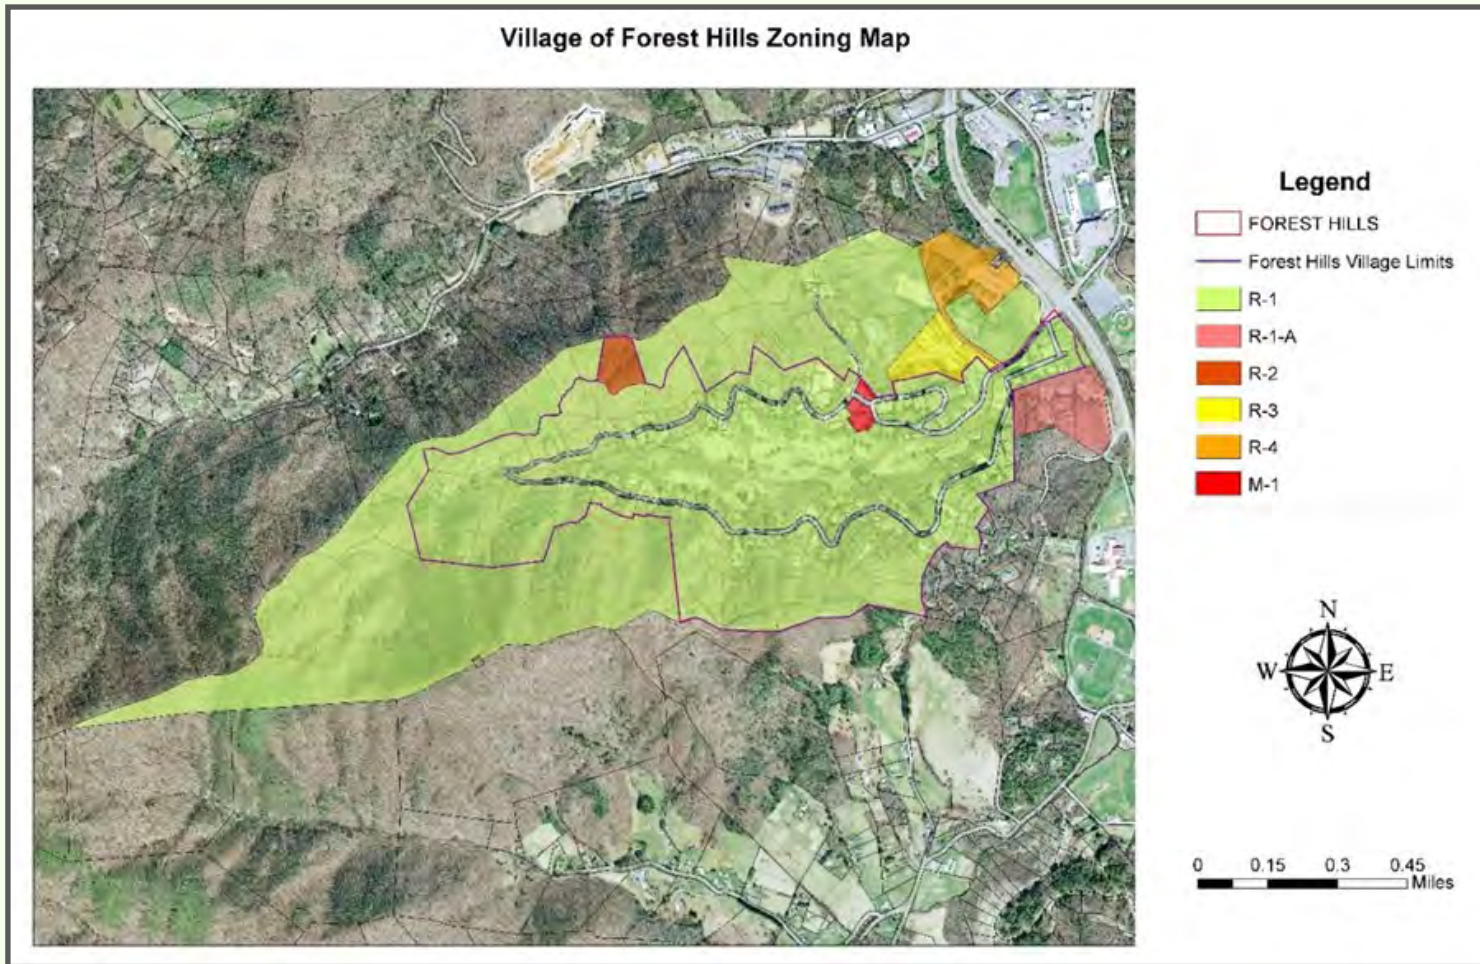 Village of Forest Hills Zoning Map
Legend
FOREST HILLS
Forest Hills Village Limits
R-1
R-1-A
R-2
R-3
R-4
M-1
N
W E
S
0 0.15 0.3 0.45
Miles